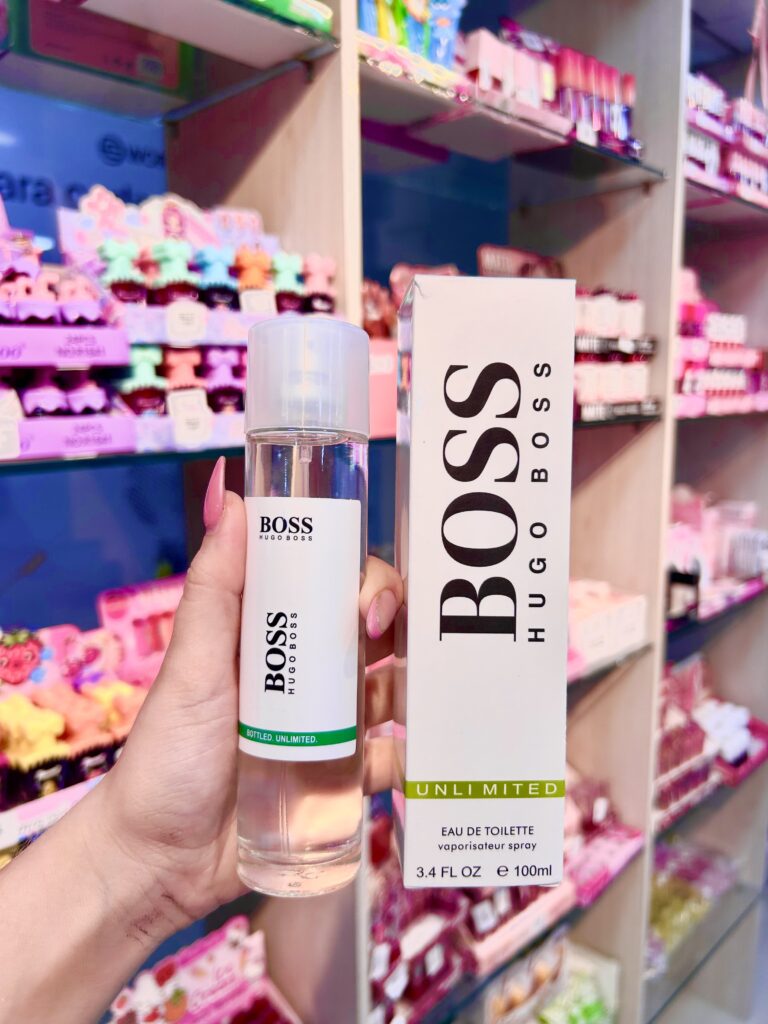 BOSS
HUGO BOSS
BOSS
HUGO BOSS
BOTTLED. UNLIMITED.
BOSS
HUGO BOSS
UNLIMITED
EAU DE TOILETTE
vaporisateur spray
3.4 FL OZ ℮ 100ml